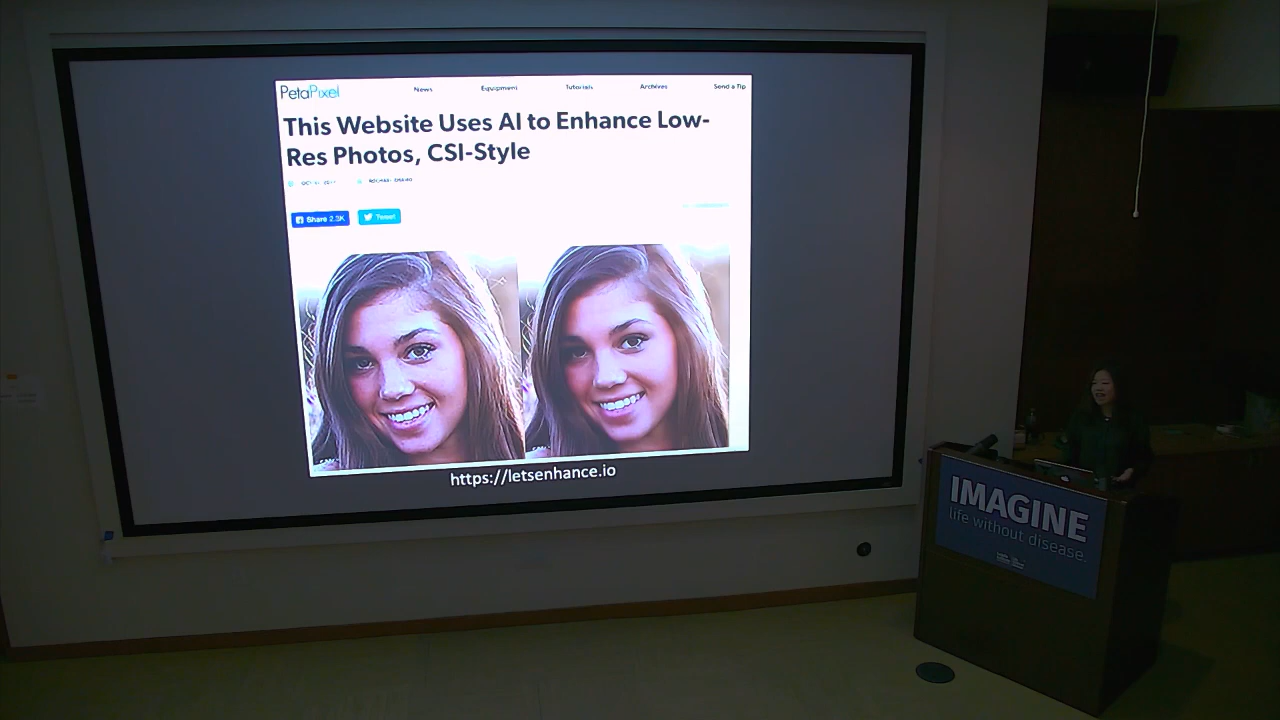 PetaPixel
News Equipment Tutorials Archives Send a Tip
This Website Uses AI to Enhance Low-
Res Photos, CSI-Style
Share 2.3K Tweet
https://letsenhance.io
IMAGINE
life without disease.